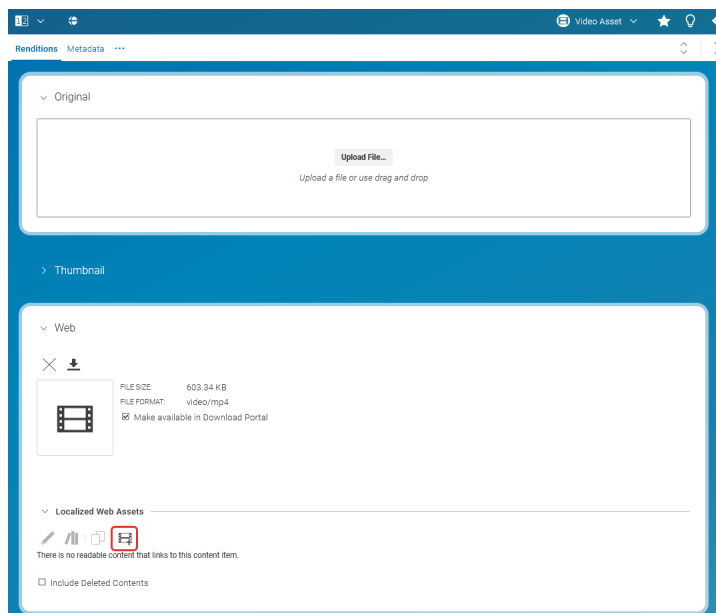 12
Video Asset
Renditions Metadata ...
Original
Upload File...
Upload a file or use drag and drop
Thumbnail
Web
FILE SIZE: 603.34 KB
FILE FORMAT: video/mp4
Make available in Download Portal
Localized Web Assets
There is no readable content that links to this content item.
Include Deleted Contents